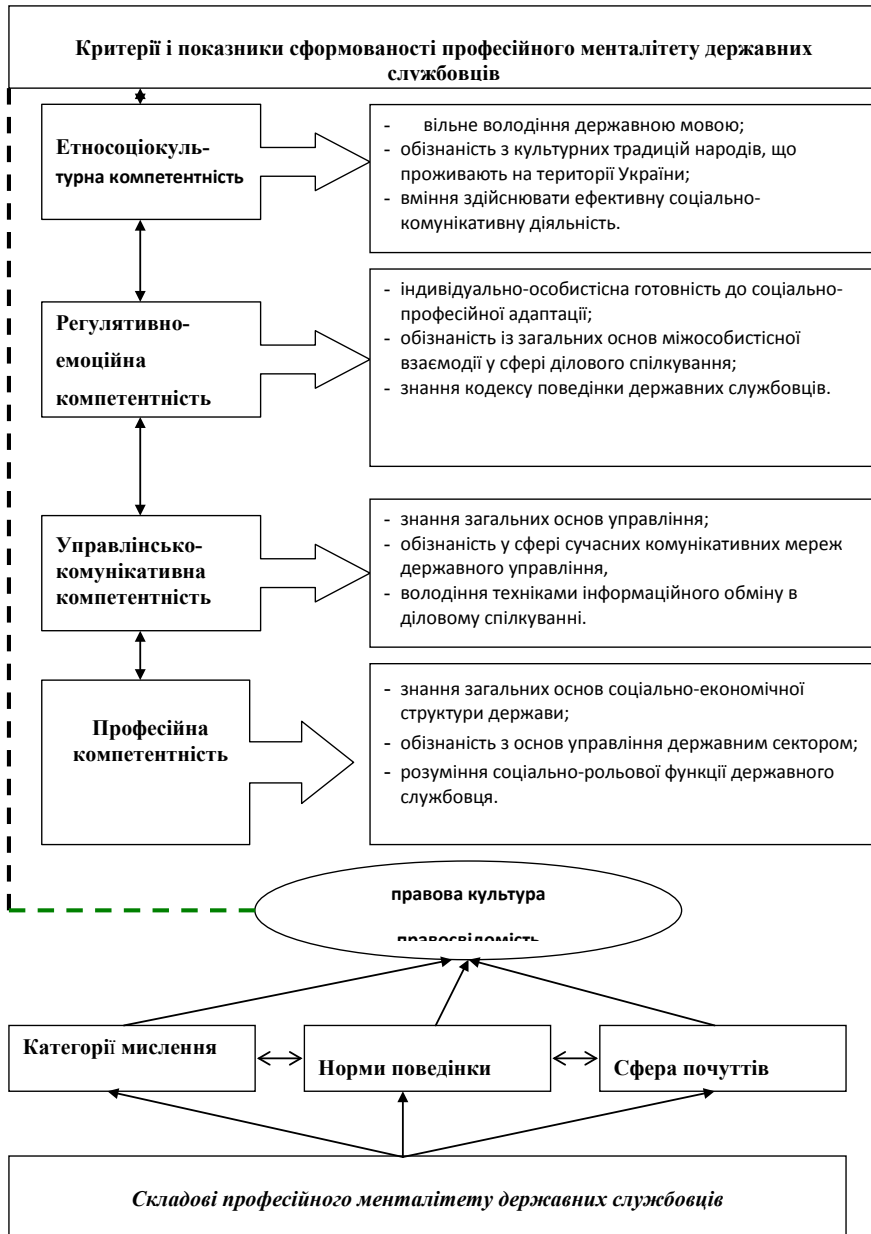 Критерії і показники сформованості професійного менталітету державних
службовців
Етносоціокуль-
турна компетентність
- вільне володіння державною мовою;
- обізнаність з культурних традицій народів, що
проживають на території України;
- вміння здійснювати ефективну соціально-
комунікативну діяльність.
Регулятивно-
емоційна
компетентність
- індивідуально-особистісна готовність до соціально-
професійної адаптації;
- обізнаність із загальних основ міжособистісної
взаємодії у сфері ділового спілкування;
- знання кодексу поведінки державних службовців.
Управлінсько-
комунікативна
компетентність
- знання загальних основ управління;
- обізнаність у сфері сучасних комунікативних мереж
державного управління,
- володіння техніками інформаційного обміну в
діловому спілкуванні.
Професійна
компетентність
- знання загальних основ соціально-економічної
структури держави;
- обізнаність з основ управління державним сектором;
- розуміння соціально-рольової функції державного
службовця.
правова культура
правосвідомість
Категорії мислення
Норми поведінки
Сфера почуттів
Складові професійного менталітету державних службовців